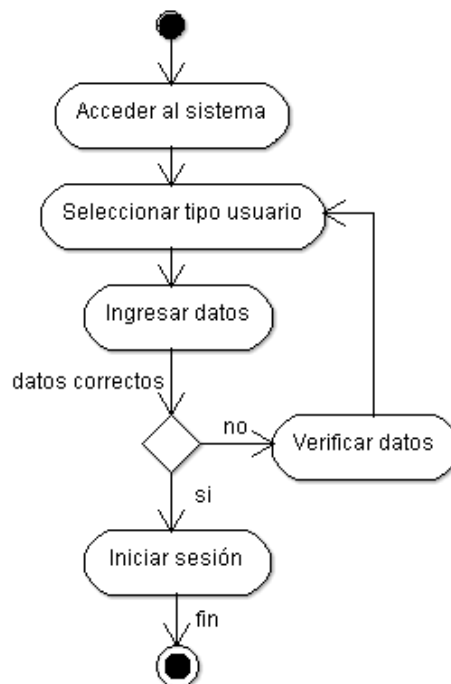 Acceder al sistema
Seleccionar tipo usuario
Ingresar datos
datos correctos
no
Verificar datos
si
Iniciar sesión
fin